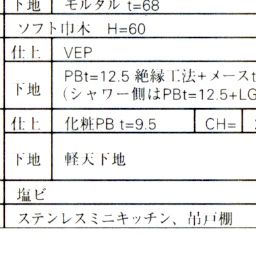 下地 モルタル t=68
ソフト巾木 H=60
仕上 VEP
下地 PBt=12.5 絶縁工法+メースt
(シャワー側はPBt=12.5+LG
仕上 化粧PB t=9.5 CH=
下地 軽天下地
塩ビ
ステンレスミニキッチン、吊戸棚